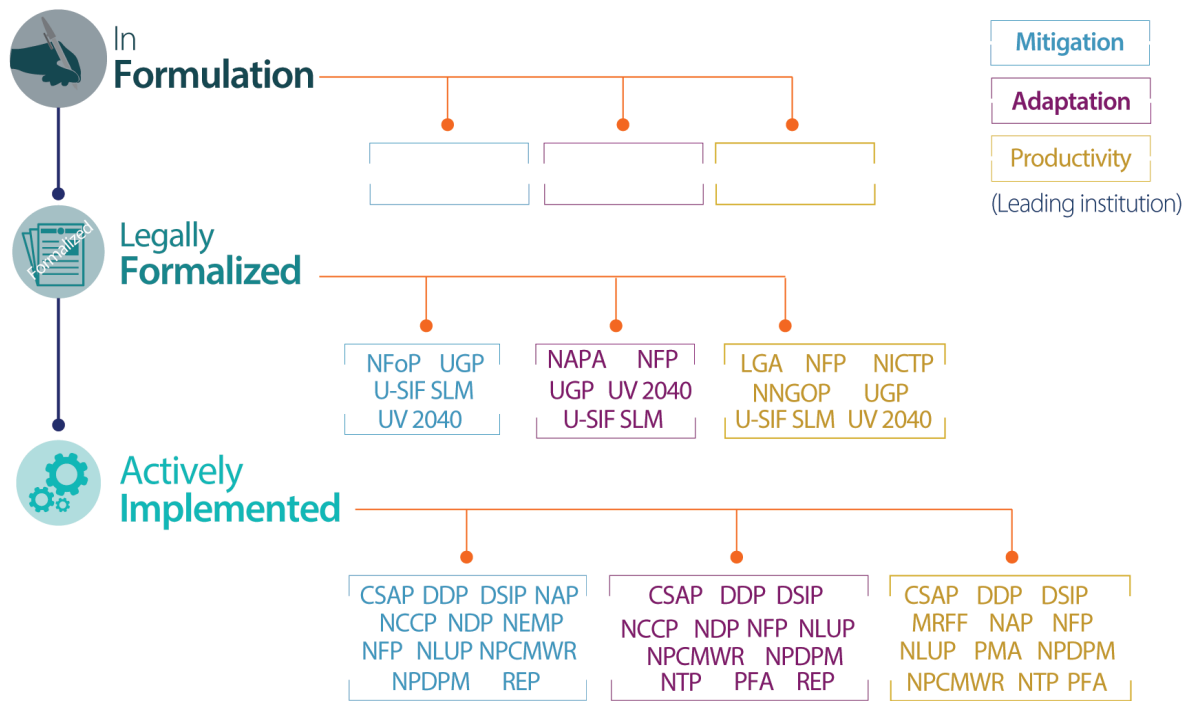 In
Formulation
Mitigation
Adaptation
Productivity
(Leading institution)
Formalized
Legally
Formalized
NFoP UGP
U-SIF SLM
UV 2040
NAPA NFP
UGP UV 2040
U-SIF SLM
LGA NFP NICTP
NNGOP UGP
U-SIF SLM UV 2040
Actively
Implemented
CSAP DDP DSIP NAP
NCCP NDP NEMP
NFP NLUP NPCMWR
NPDPM REP
CSAP DDP DSIP
NCCP NDP NFP NLUP
NPCMWR NPDPM
NTP PFA REP
CSAP DDP DSIP
MRFF NAP NFP
NLUP PMA NPDPM
NPCMWR NTP PFA